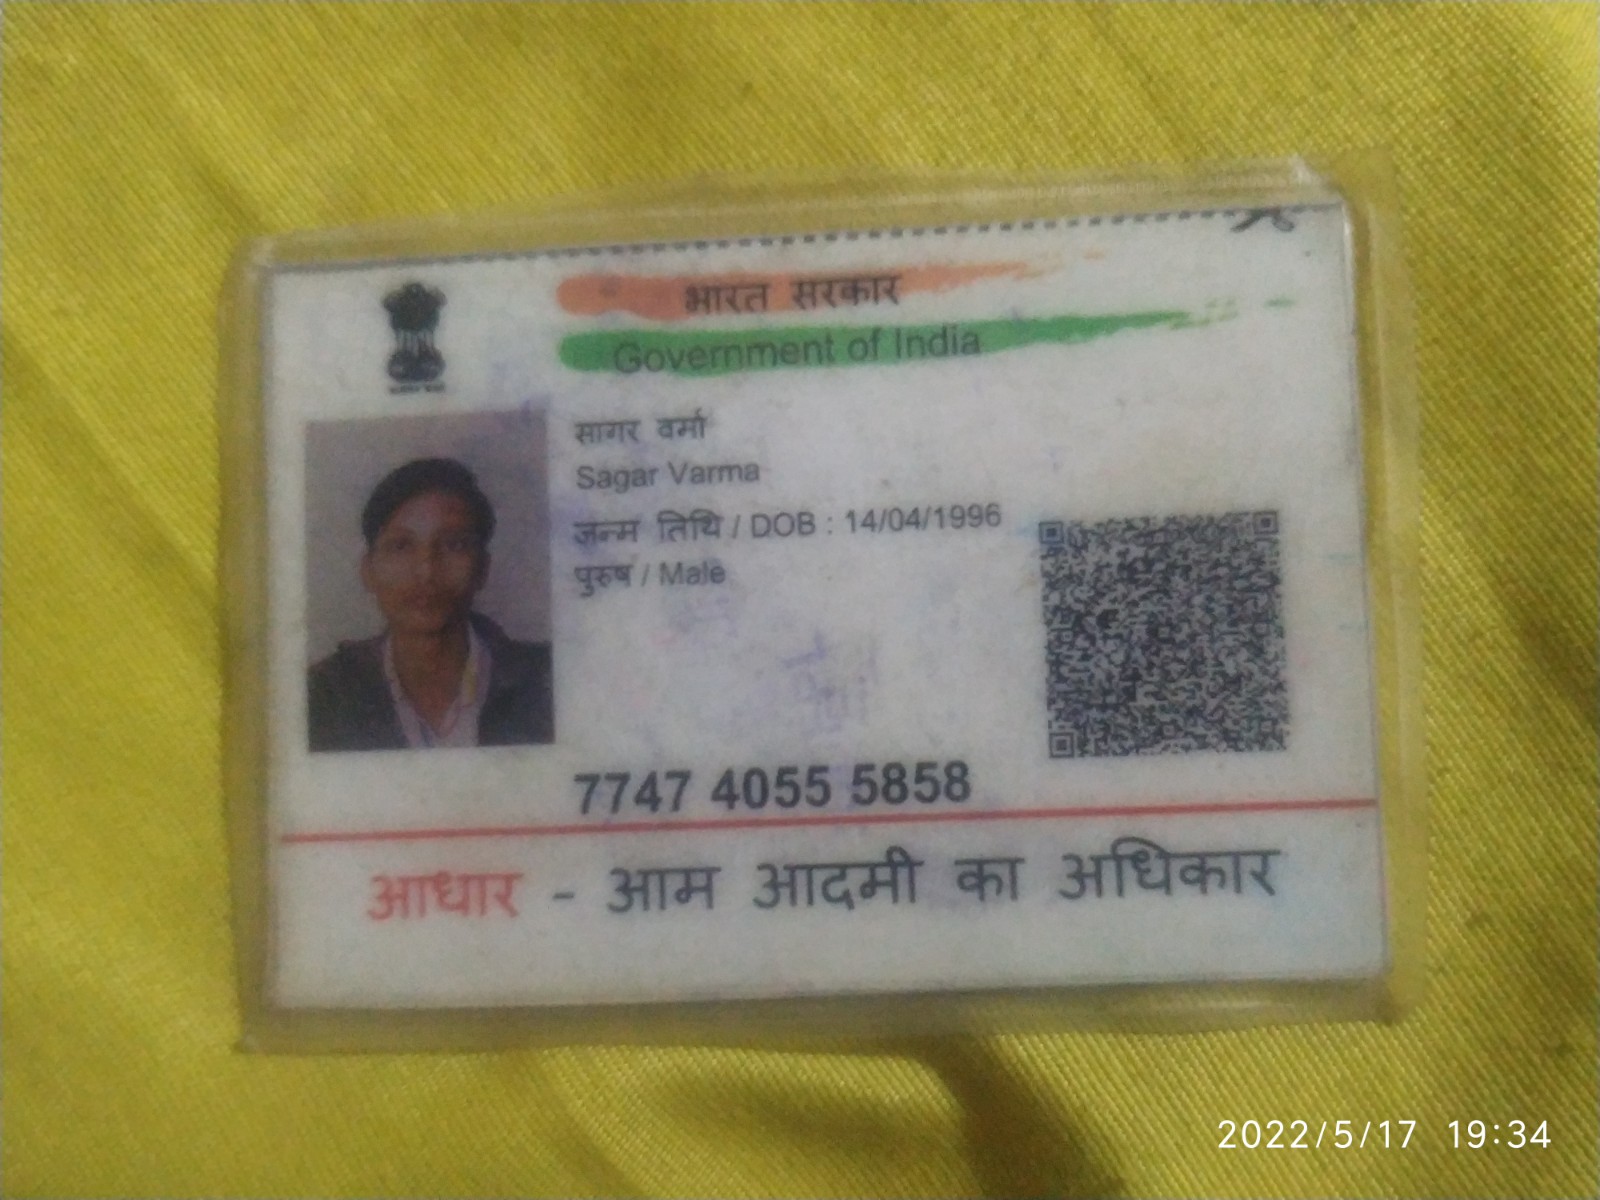 भारत सरकार
Government of India
सागर वर्मा
Sagar Varma
जन्म तिथि / DOB : 14/04/1996
पुरुष / Male
7747 4055 5858
आधार - आम आदमी का अधिकार
2022/5/17 19:34